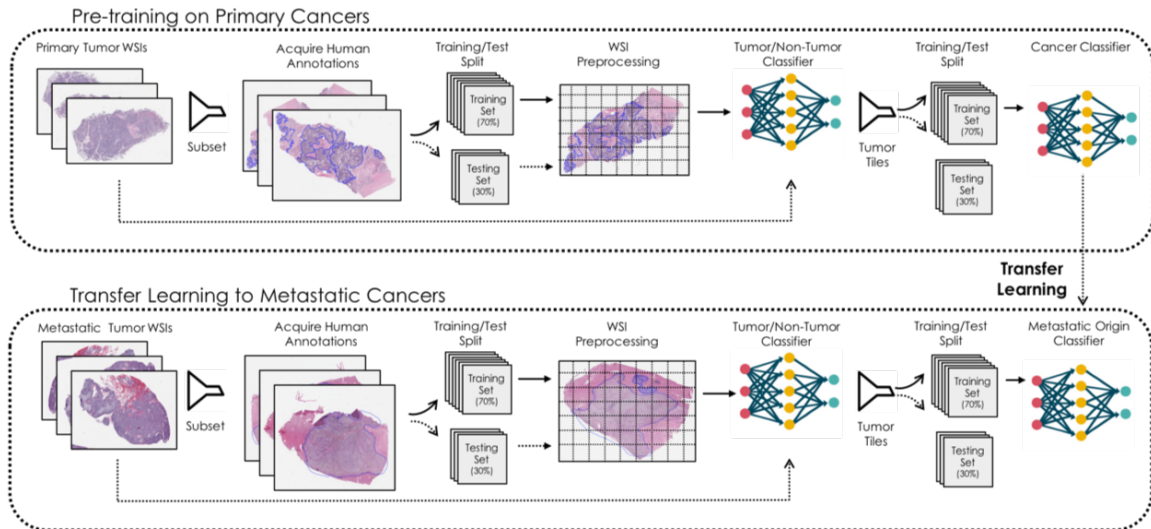 Pre-training on Primary Cancers
Primary Tumor WSIs
Subset
Acquire Human
Annotations
Training/Test
Split
Training
Set
(70%)
Testing
Set
(30%)
WSI
Preprocessing
Tumor/Non-Tumor
Classifier
Tumor
Tiles
Training/Test
Split
Training
Set
(70%)
Testing
Set
(30%)
Cancer Classifier
Transfer
Learning
Transfer Learning to Metastatic Cancers
Metastatic Tumor WSIs
Subset
Acquire Human
Annotations
Training/Test
Split
Training
Set
(70%)
Testing
Set
(30%)
WSI
Preprocessing
Tumor/Non-Tumor
Classifier
Tumor
Tiles
Training/Test
Split
Training
Set
(70%)
Testing
Set
(30%)
Metastatic Origin
Classifier